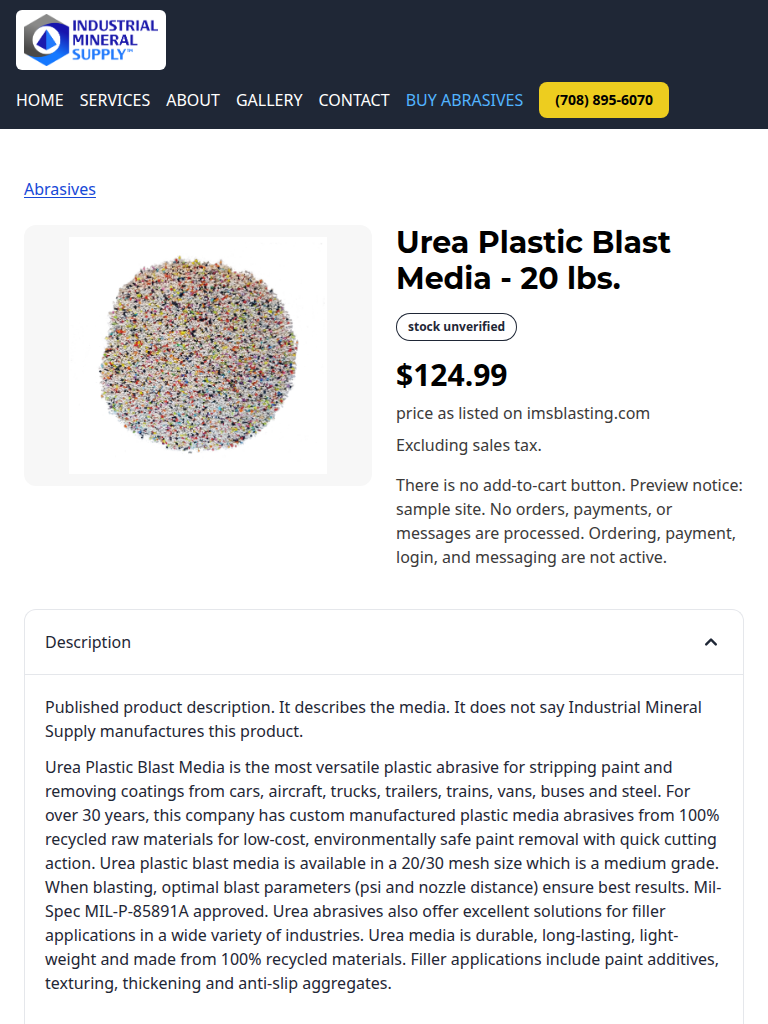 INDUSTRIAL
MINERAL
SUPPLY™
HOME SERVICES ABOUT GALLERY CONTACT BUY ABRASIVES (708) 895-6070
Abrasives
Urea Plastic Blast
Media - 20 lbs.
stock unverified
$124.99
price as listed on imsblasting.com
Excluding sales tax.
There is no add-to-cart button. Preview notice:
sample site. No orders, payments, or
messages are processed. Ordering, payment,
login, and messaging are not active.
Description
Published product description. It describes the media. It does not say Industrial Mineral
Supply manufactures this product.
Urea Plastic Blast Media is the most versatile plastic abrasive for stripping paint and
removing coatings from cars, aircraft, trucks, trailers, trains, vans, buses and steel. For
over 30 years, this company has custom manufactured plastic media abrasives from 100%
recycled raw materials for low-cost, environmentally safe paint removal with quick cutting
action. Urea plastic blast media is available in a 20/30 mesh size which is a medium grade.
When blasting, optimal blast parameters (psi and nozzle distance) ensure best results. Mil-
Spec MIL-P-85891A approved. Urea abrasives also offer excellent solutions for filler
applications in a wide variety of industries. Urea media is durable, long-lasting, light-
weight and made from 100% recycled materials. Filler applications include paint additives,
texturing, thickening and anti-slip aggregates.